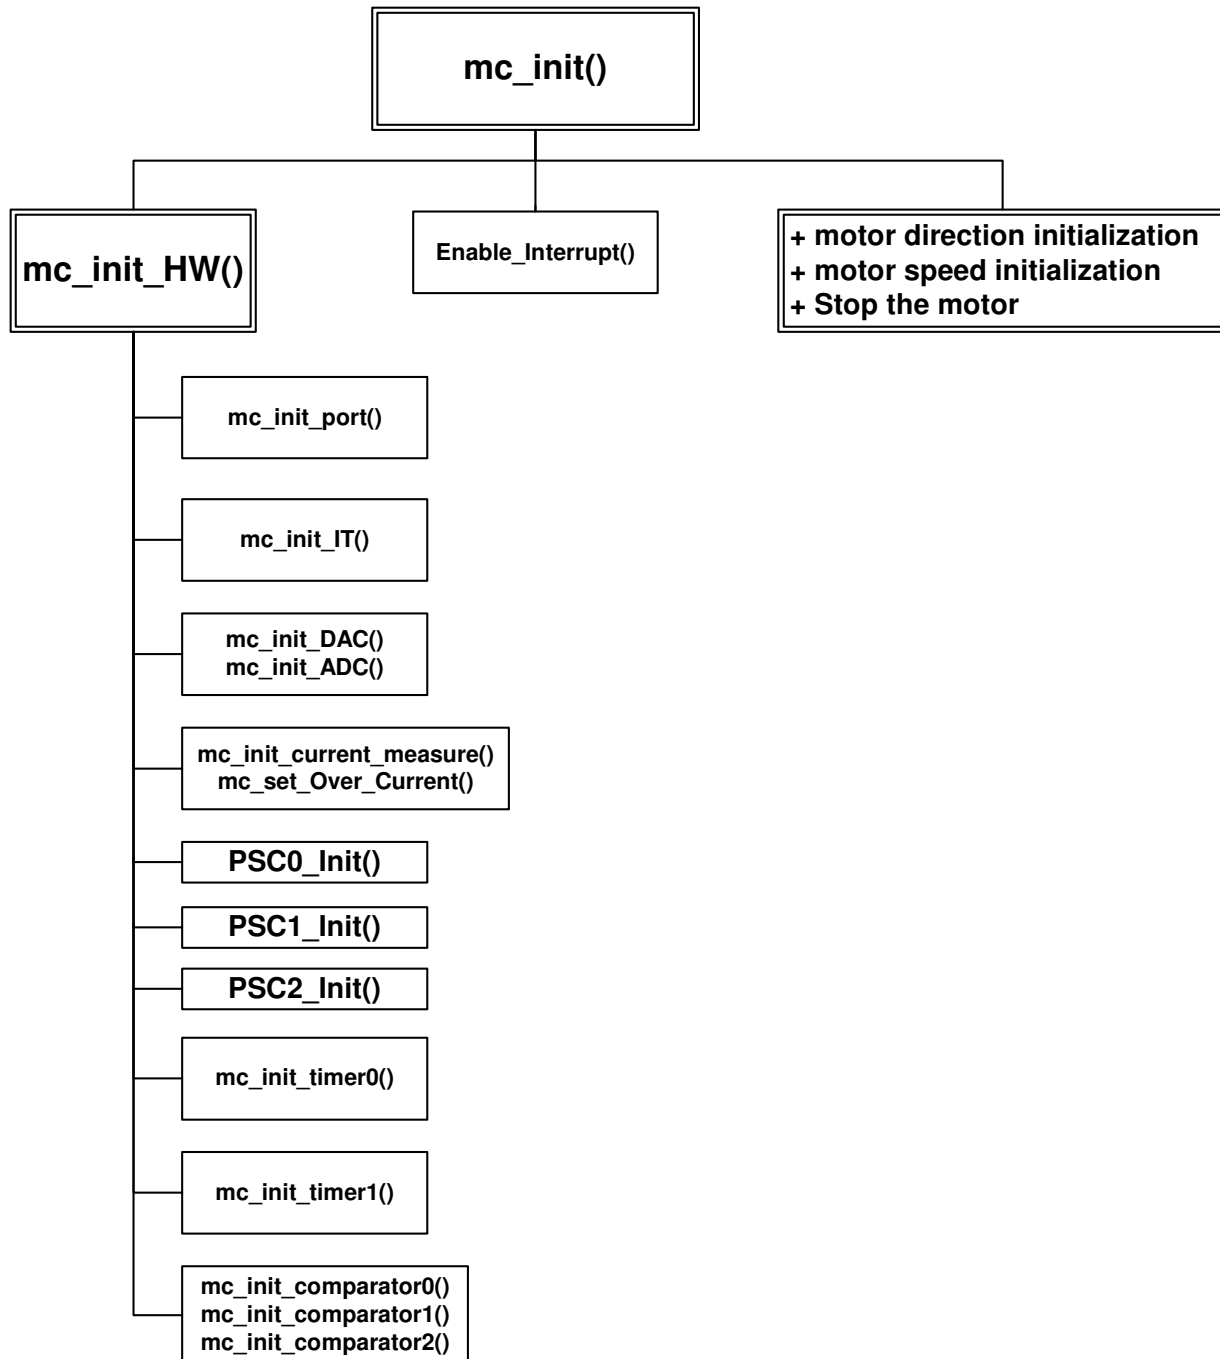 mc_init()
mc_init_HW()
Enable_Interrupt()
+ motor direction initialization
+ motor speed initialization
+ Stop the motor
mc_init_port()
mc_init_IT()
mc_init_DAC()
mc_init_ADC()
mc_init_current_measure()
mc_set_Over_Current()
PSC0_Init()
PSC1_Init()
PSC2_Init()
mc_init_timer0()
mc_init_timer1()
mc_init_comparator0()
mc_init_comparator1()
mc_init_comparator2()